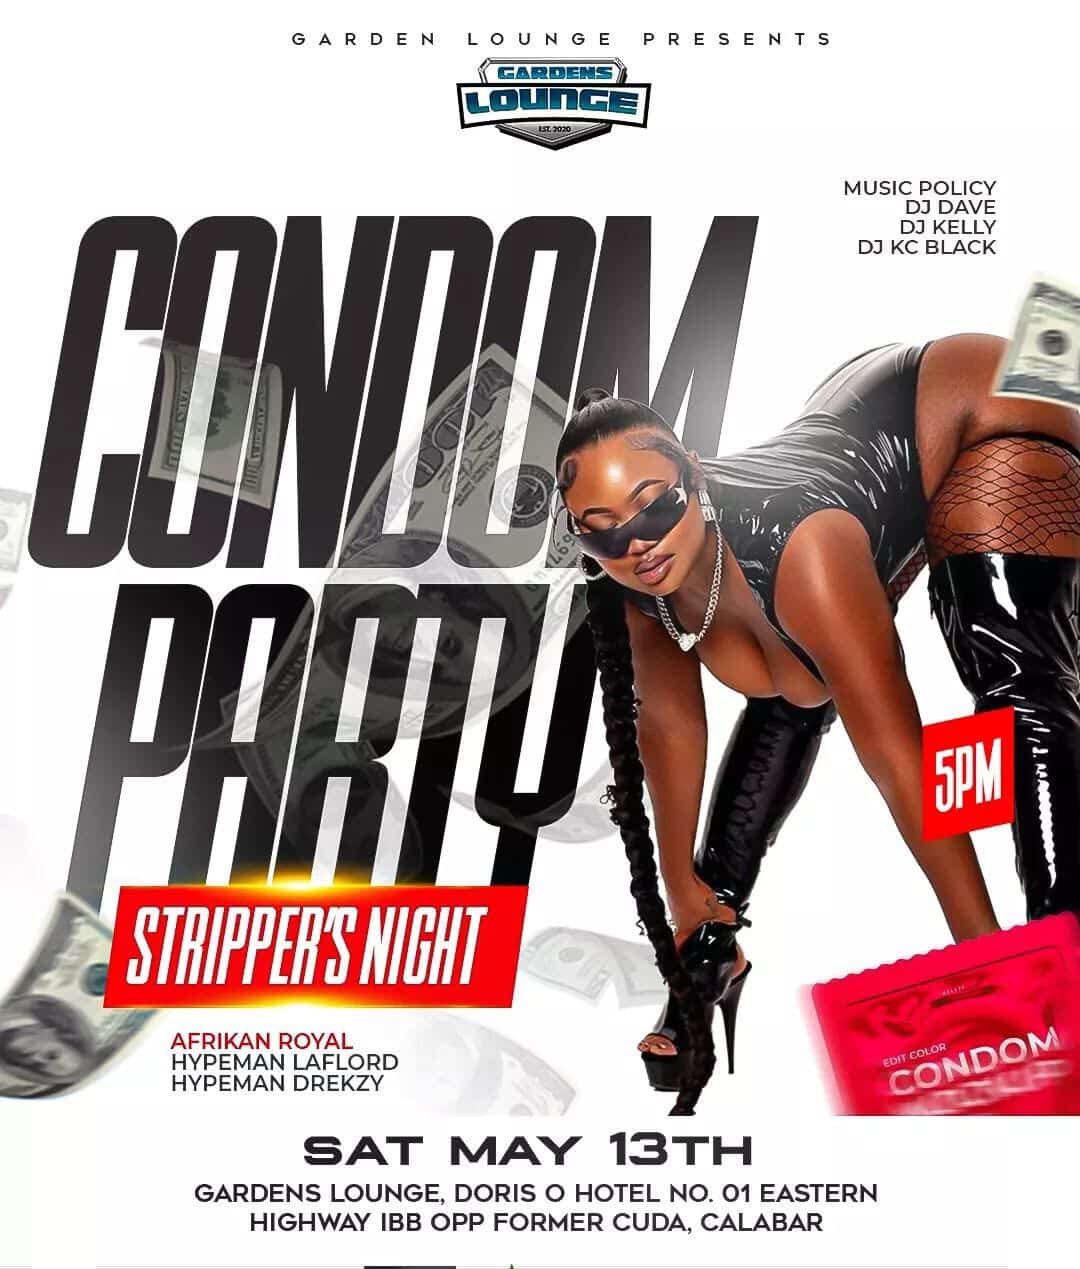 GARDEN LOUNGE PRESENTS
GARDENS
LOUNGE
EST. 2020
MUSIC POLICY
DJ DAVE
DJ KELLY
DJ KC BLACK
CONDOM
PARTY
5PM
STRIPPER'S NIGHT
AFRIKAN ROYAL
HYPEMAN LAFLORD
HYPEMAN DREKZY
EDIT COLOR
CONDOM
SAT MAY 13TH
GARDENS LOUNGE, DORIS O HOTEL NO. 01 EASTERN
HIGHWAY IBB OPP FORMER CUDA, CALABAR